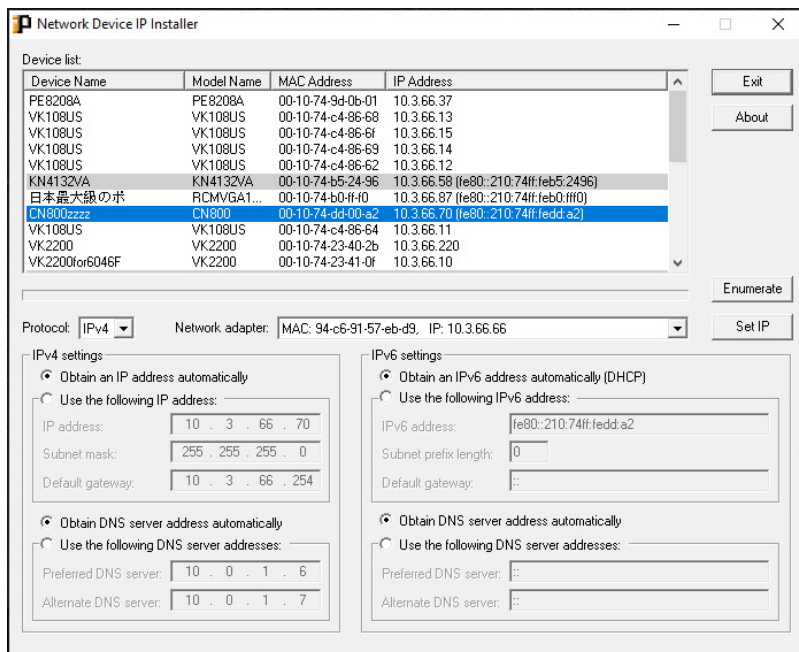 Network Device IP Installer
Device list:
Device Name Model Name MAC Address IP Address
PE8208A PE8208A 00-10-74-9d-0b-01 10.3.66.37
VK108US VK108US 00-10-74-c4-86-68 10.3.66.13
VK108US VK108US 00-10-74-c4-86-6f 10.3.66.15
VK108US VK108US 00-10-74-c4-86-69 10.3.66.14
VK108US VK108US 00-10-74-c4-86-62 10.3.66.12
KN4132VA KN4132VA 00-10-74-b5-24-96 10.3.66.58 (fe80::210:74ff:feb5:2496)
日本最大級のポ RCMVGA1... 00-10-74-b0-ff-f0 10.3.66.87 (fe80::210:74ff:feb0:fff0)
CN800zzzz CN800 00-10-74-dd-00-a2 10.3.66.70 (fe80::210:74ff:fedd:a2)
VK108US VK108US 00-10-74-c4-86-64 10.3.66.11
VK2200 VK2200 00-10-74-23-40-2b 10.3.66.220
VK2200for6046F VK2200 00-10-74-23-41-0f 10.3.66.10
Exit
About
Enumerate
Protocol: IPv4 Network adapter: MAC: 94-c6-91-57-eb-d9, IP: 10.3.66.66
Set IP
IPv4 settings
Obtain an IP address automatically
Use the following IP address:
IP address: 10 . 3 . 66 . 70
Subnet mask: 255 . 255 . 255 . 0
Default gateway: 10 . 3 . 66 . 254
Obtain DNS server address automatically
Use the following DNS server addresses:
Preferred DNS server: 10 . 0 . 1 . 6
Alternate DNS server: 10 . 0 . 1 . 7
IPv6 settings
Obtain an IPv6 address automatically (DHCP)
Use the following IPv6 address:
IPv6 address: fe80::210:74ff:fedd:a2
Subnet prefix length: 0
Default gateway: ::
Obtain DNS server address automatically
Use the following DNS server addresses:
Preferred DNS server: ::
Alternate DNS server: ::